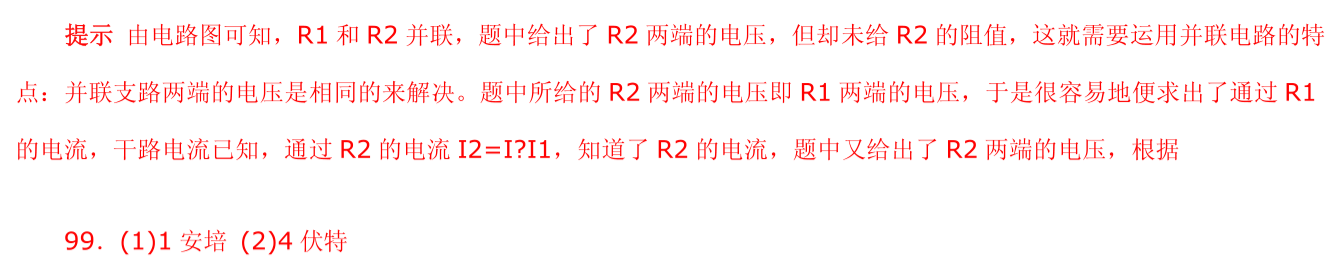 提示 由电路图可知，R1 和 R2 并联，题中给出了 R2 两端的电压，但却未给 R2 的阻值，这就需要运用并联电路的特
点：并联支路两端的电压是相同的来解决。题中所给的 R2 两端的电压即 R1 两端的电压，于是很容易地便求出了通过 R1
的电流，干路电流已知，通过 R2 的电流 I2=I?I1，知道了 R2 的电流，题中又给出了 R2 两端的电压，根据
99．(1)1 安培 (2)4 伏特